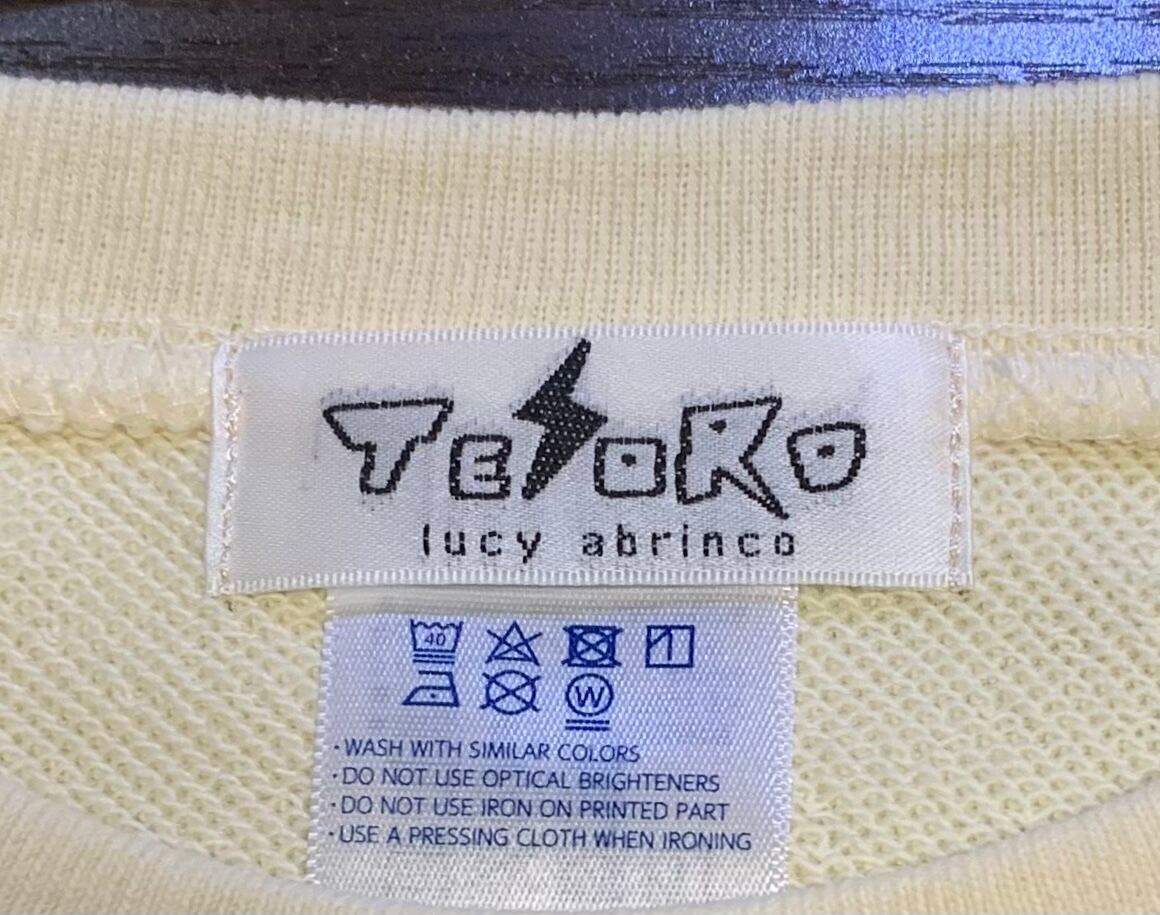 TESORO
lucy abrinco
40
W
·WASH WITH SIMILAR COLORS
·DO NOT USE OPTICAL BRIGHTENERS
·DO NOT USE IRON ON PRINTED PART
·USE A PRESSING CLOTH WHEN IRONING